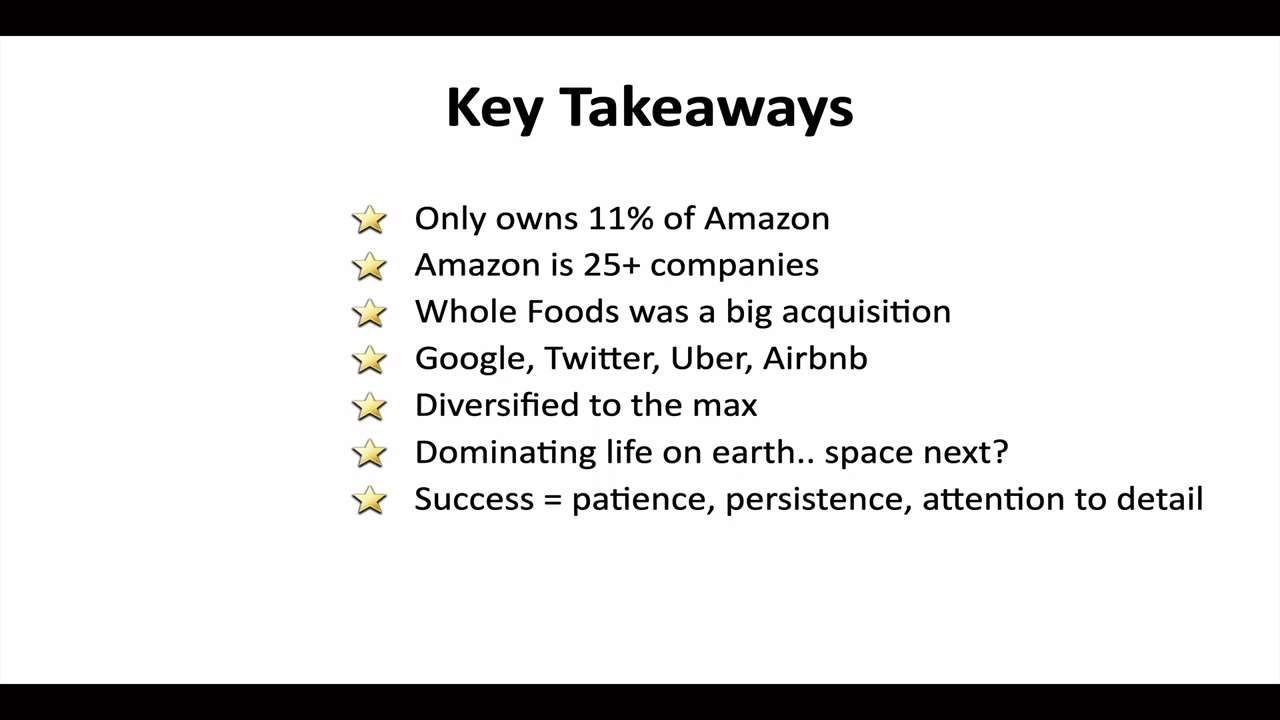 Key Takeaways
Only owns 11% of Amazon
Amazon is 25+ companies
Whole Foods was a big acquisition
Google, Twitter, Uber, Airbnb
Diversified to the max
Dominating life on earth.. space next?
Success = patience, persistence, attention to detail